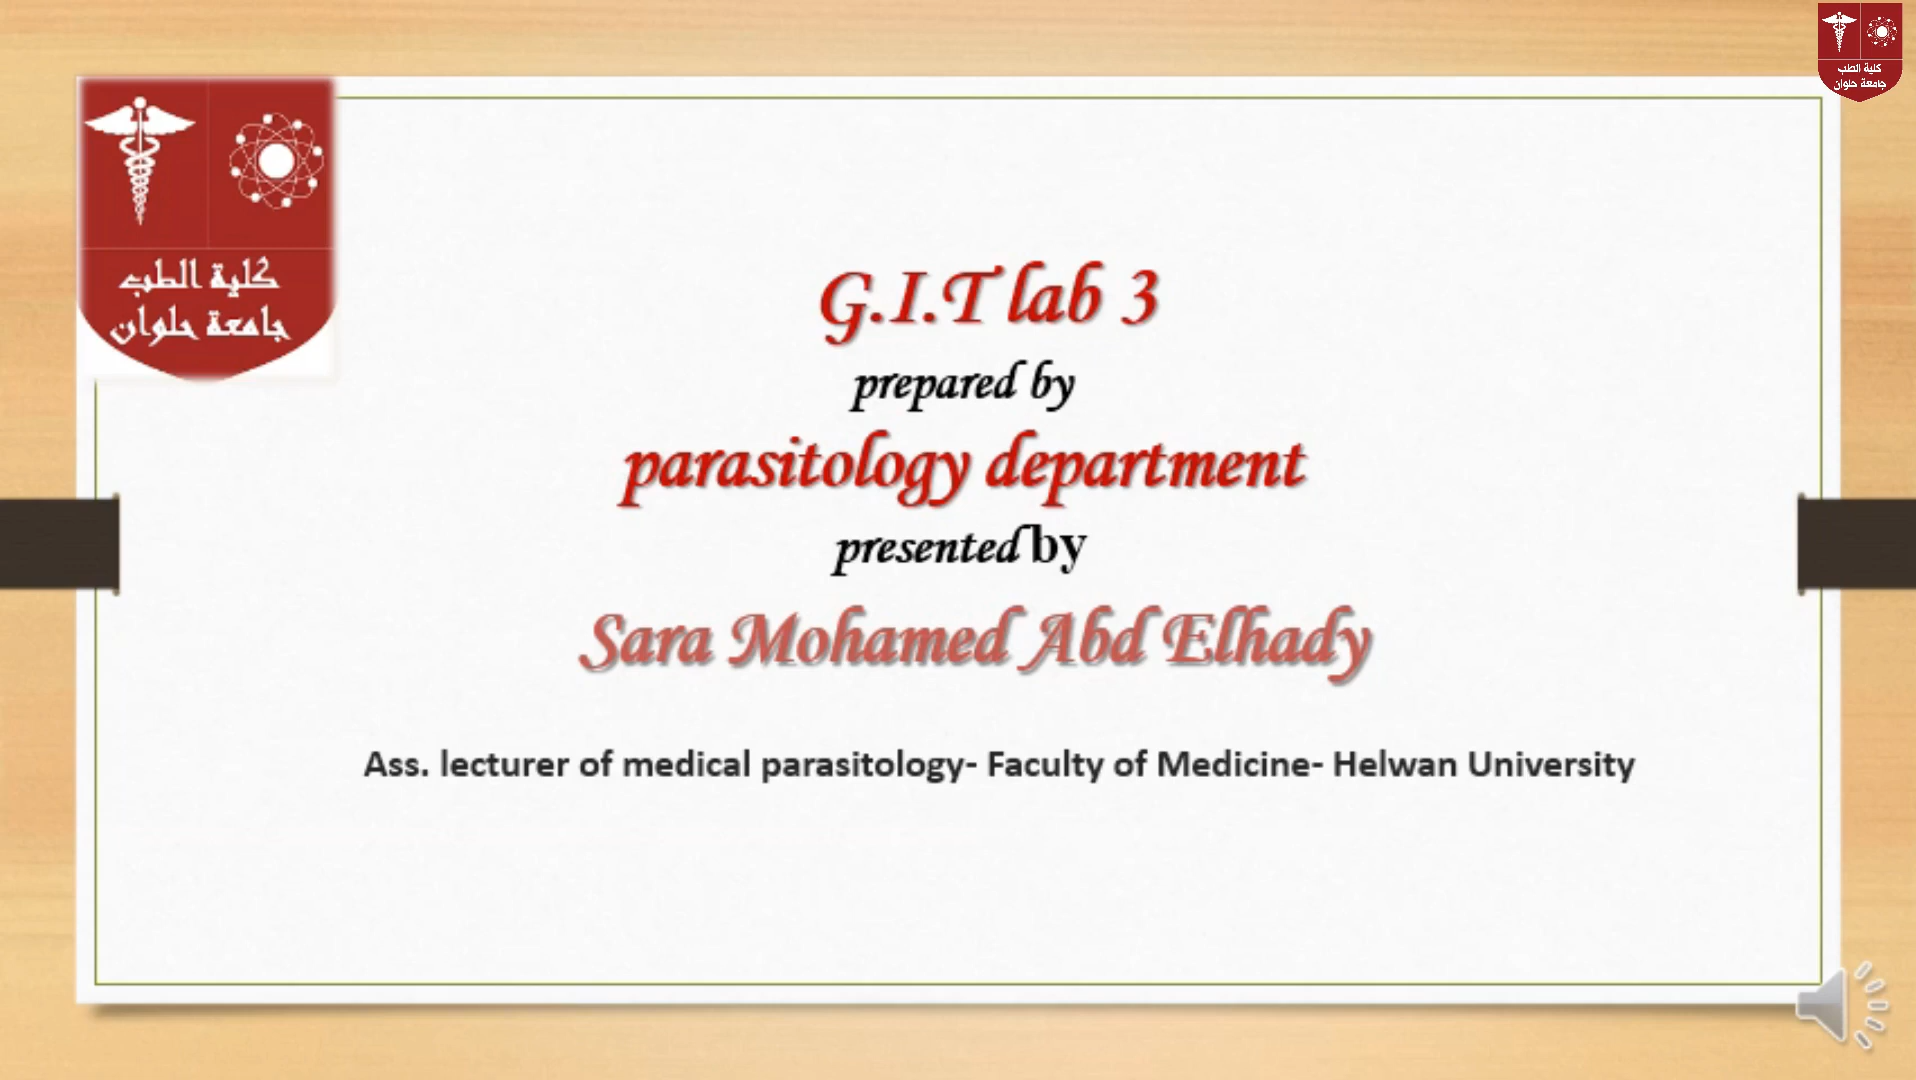 كلية الطب
جامعة حلوان
كلية الطب
جامعة حلوان
G.I.T lab 3
prepared by
parasitology department
presented by
Sara Mohamed Abd Elhady
Ass. lecturer of medical parasitology- Faculty of Medicine- Helwan University